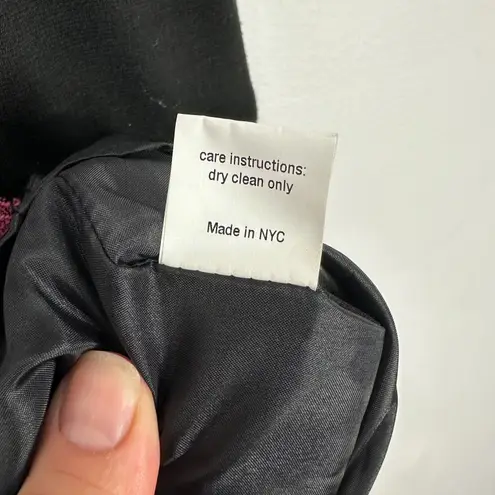 care instructions:
dry clean only
Made in NYC